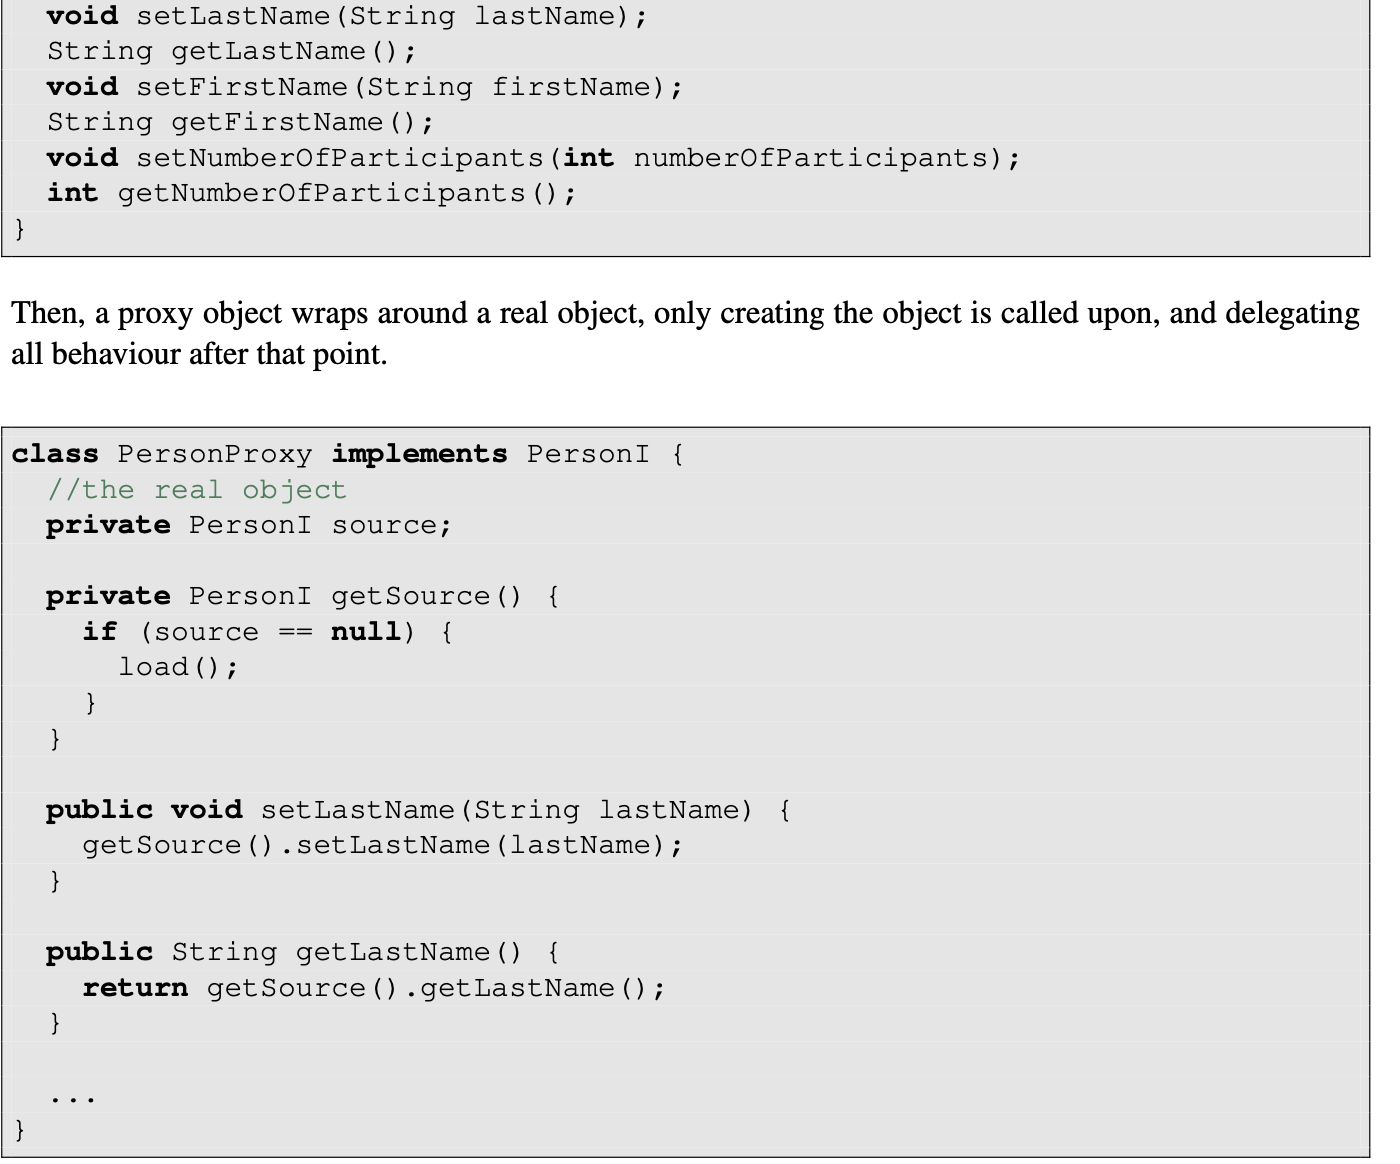 void setLastName(String lastName);
String getLastName();
void setFirstName(String firstName);
String getFirstName();
void setNumberOfParticipants(int numberOfParticipants);
int getNumberOfParticipants();
}
Then, a proxy object wraps around a real object, only creating the object is called upon, and delegating
all behaviour after that point.
class PersonProxy implements PersonI {
//the real object
private PersonI source;
private PersonI getSource() {
if (source == null) {
load();
}
}
public void setLastName(String lastName) {
getSource().setLastName(lastName);
}
public String getLastName() {
return getSource().getLastName();
}
...
}